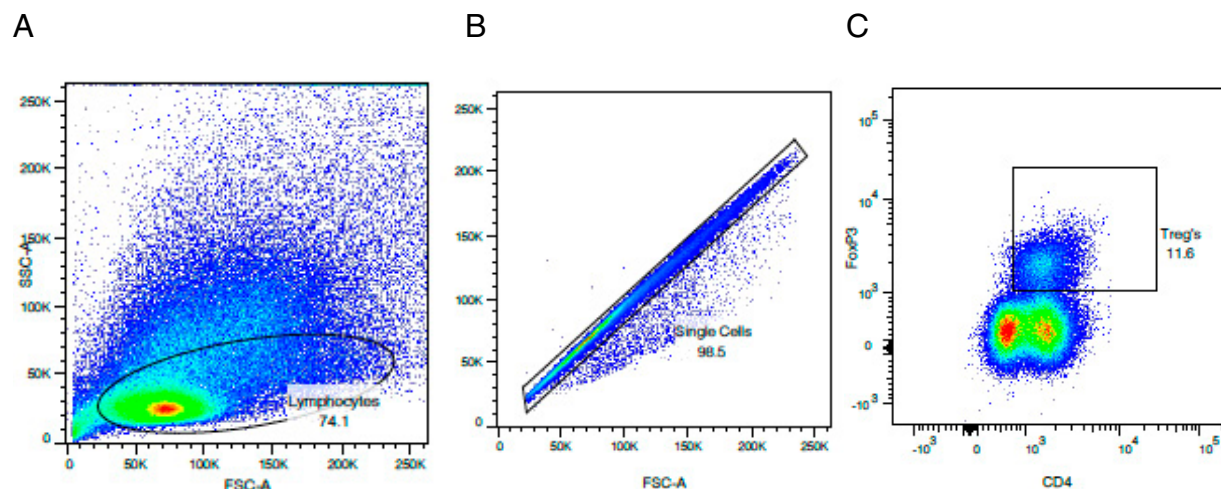 A
B
C
250K
200K
150K
100K
50K
0
SSC-A
Lymphocytes
74.1
0
50K
100K
150K
200K
250K
FSC-A
250K
200K
150K
100K
50K
0
Single Cells
98.5
0
50K
100K
150K
200K
250K
FSC-A
10^5
10^4
10^3
0
-10^3
FoxP3
Treg's
11.6
-10^3
0
10^3
10^4
10^5
CD4